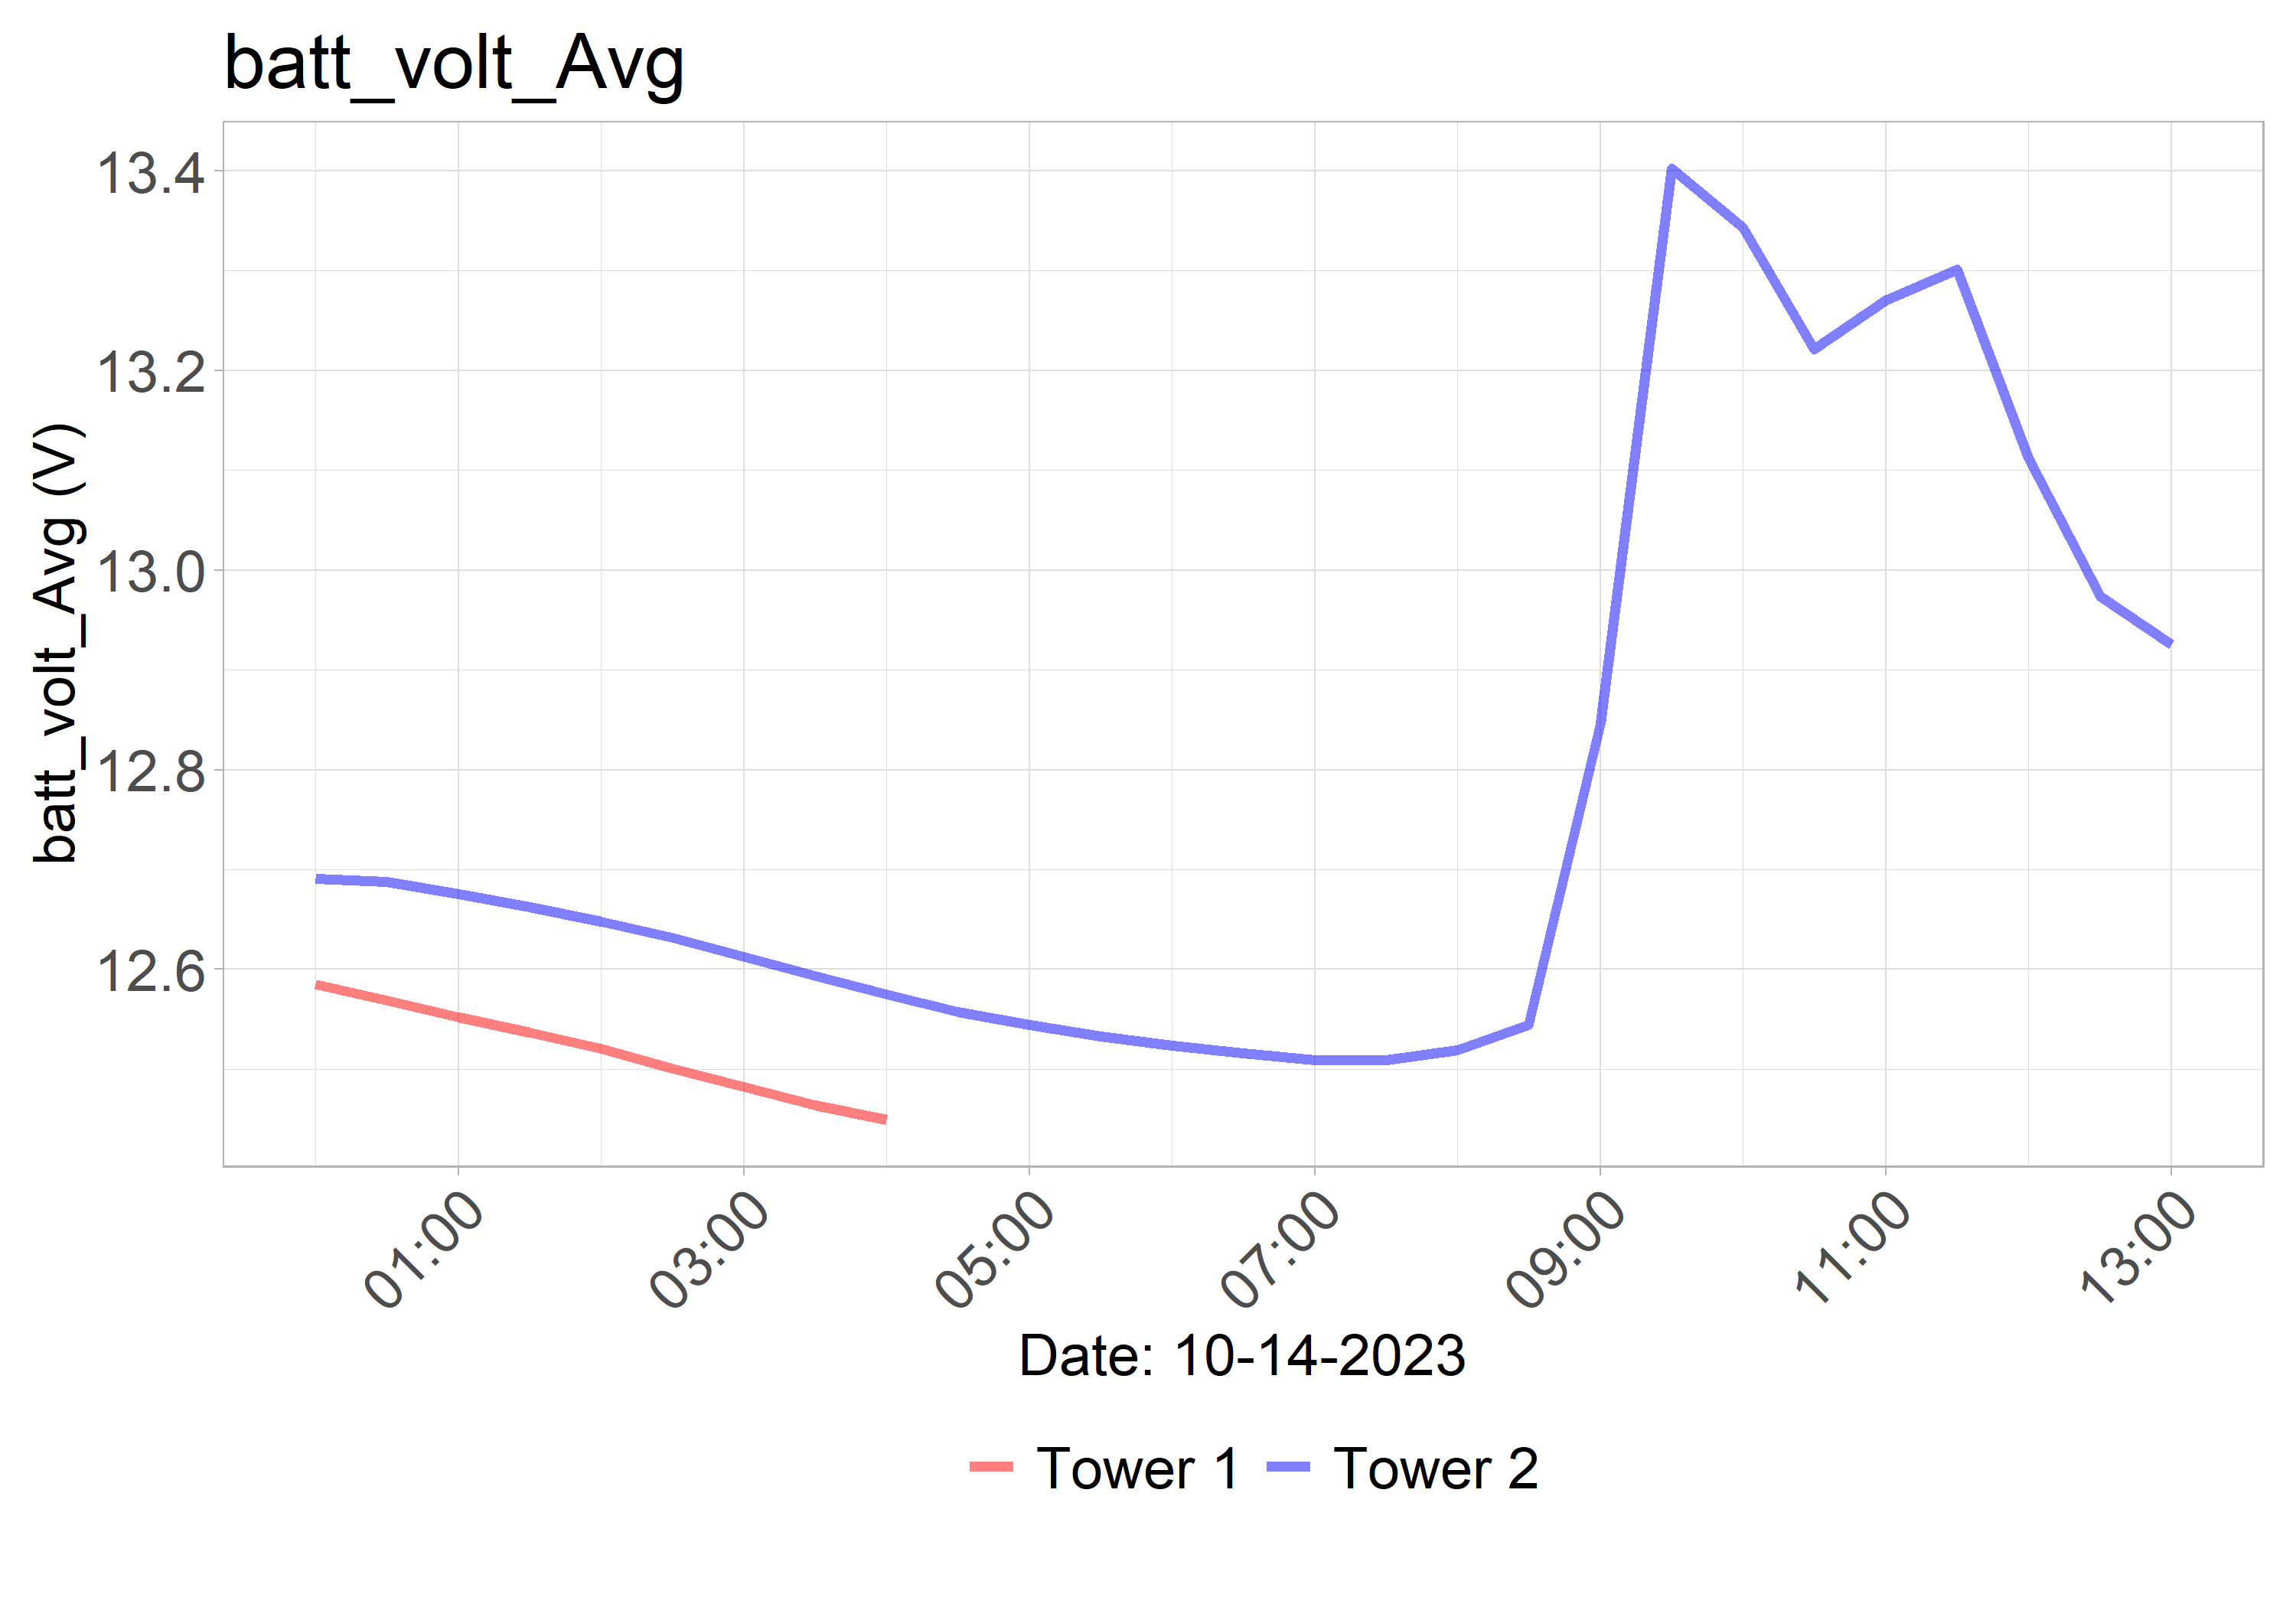 batt_volt_Avg
batt_volt_Avg (V)
13.4
13.2
13.0
12.8
12.6
01:00 03:00 05:00 07:00 09:00 11:00 13:00
Date: 10-14-2023
Tower 1 Tower 2